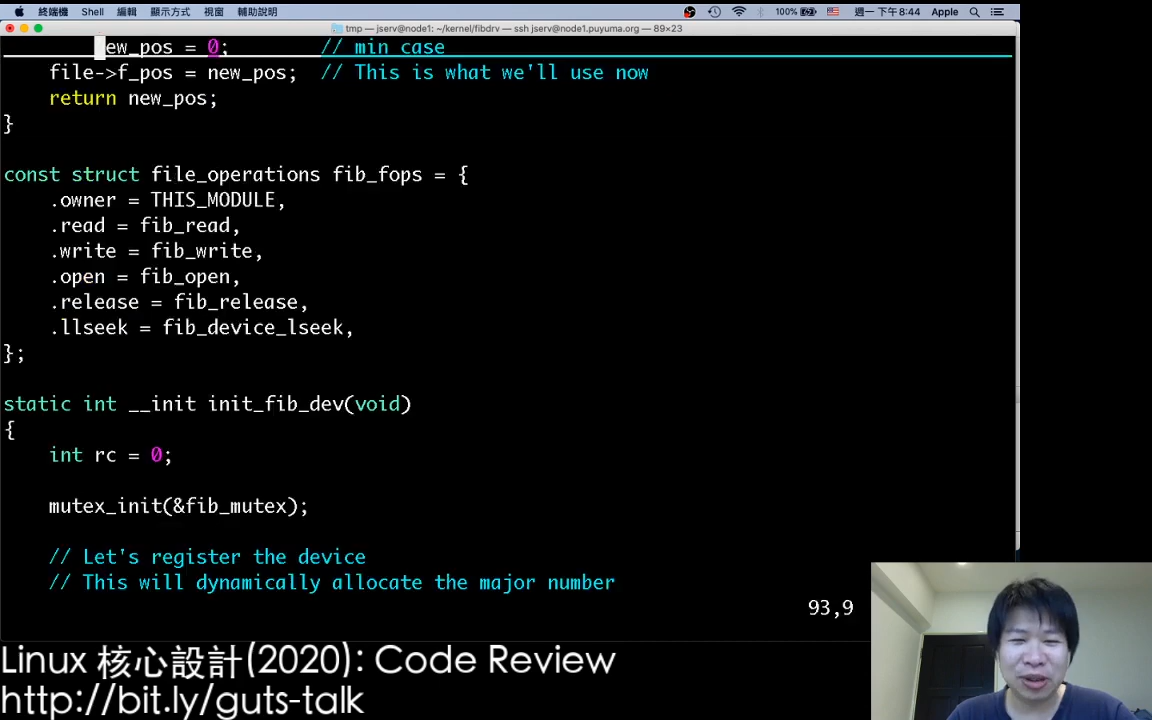 終端機 Shell 編輯 顯示方式 視窗 輔助說明 100% 週一 下午8:44 Apple
tmp — jserv@node1: ~/kernel/fibdrv — ssh jserv@node1.puyuma.org — 89×23
ew_pos = 0; // min case
file->f_pos = new_pos; // This is what we'll use now
return new_pos;
}
const struct file_operations fib_fops = {
.owner = THIS_MODULE,
.read = fib_read,
.write = fib_write,
.open = fib_open,
.release = fib_release,
.llseek = fib_device_lseek,
};
static int __init init_fib_dev(void)
{
int rc = 0;
mutex_init(&fib_mutex);
// Let's register the device
// This will dynamically allocate the major number
93,9
Linux 核心設計(2020): Code Review
http://bit.ly/guts-talk